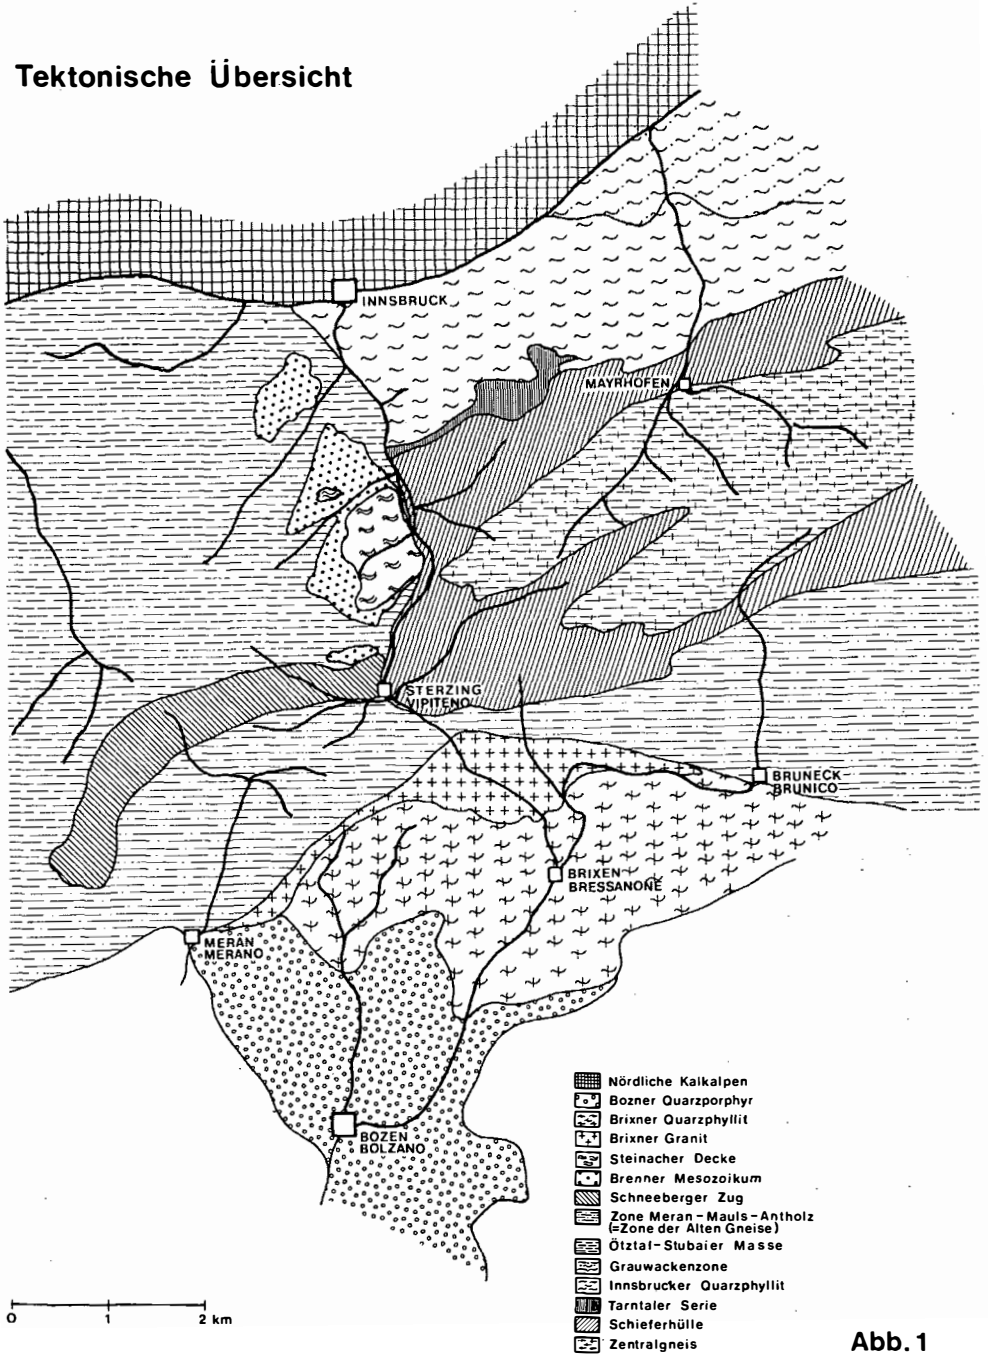 Tektonische Übersicht
INNSBRUCK
MAYRHOFEN
STERZING
VIPITENO
BRUNECK
BRUNICO
BRIXEN
BRESSANONE
MERAN
MERANO
BOZEN
BOLZANO
Nördliche Kalkalpen
Bozner Quarzporphyr
Brixner Quarzphyllit
Brixner Granit
Steinacher Decke
Brenner Mesozoikum
Schneeberger Zug
Zone Meran-Mauls-Antholz
(=Zone der Alten Gneise)
Ötztal-Stubaier Masse
Grauwackenzone
Innsbrucker Quarzphyllit
Tarntaler Serie
Schieferhülle
Zentralgneis
0 1 2 km
Abb. 1